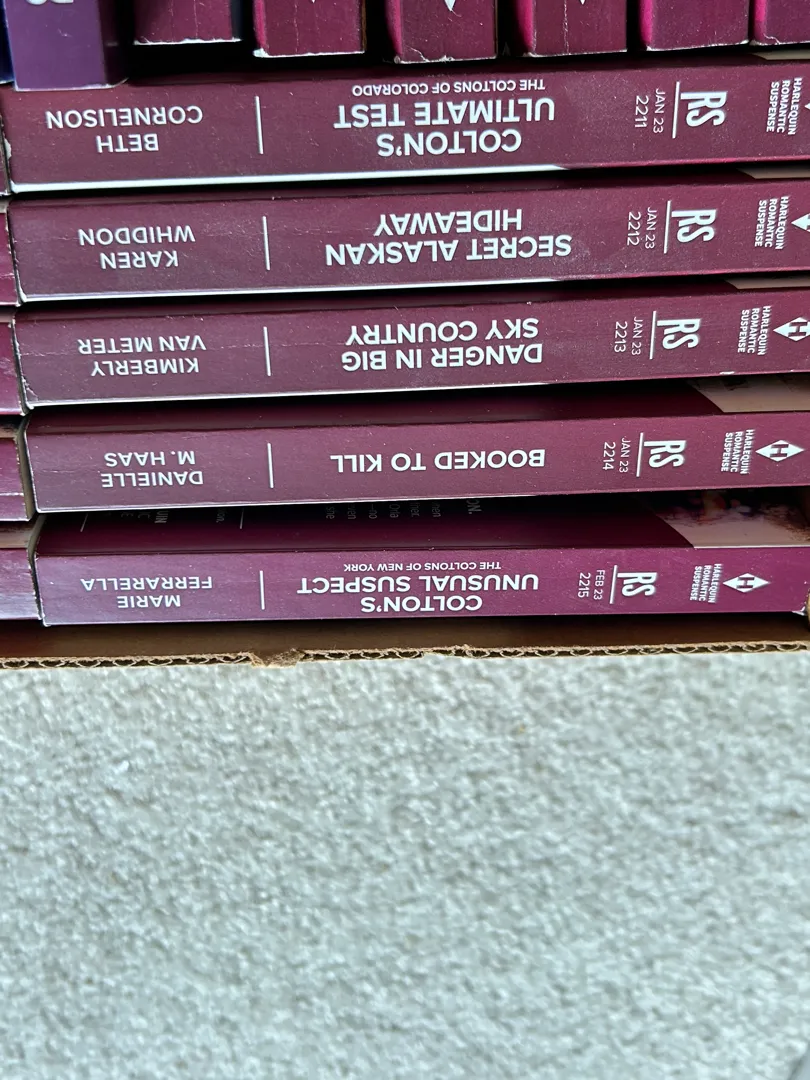 HARLEQUIN
ROMANTIC
SUSPENSE
RS
JAN 23
2211
COLTON'S
ULTIMATE TEST
THE COLTONS OF COLORADO
BETH
CORNELISON
HARLEQUIN
ROMANTIC
SUSPENSE
RS
JAN 23
2212
SECRET ALASKAN
HIDEAWAY
KAREN
WHIDDON
HARLEQUIN
ROMANTIC
SUSPENSE
RS
JAN 23
2213
DANGER IN BIG
SKY COUNTRY
KIMBERLY
VAN METER
HARLEQUIN
ROMANTIC
SUSPENSE
RS
JAN 23
2214
BOOKED TO KILL
DANIELLE
M. HAAS
HARLEQUIN
ROMANTIC
SUSPENSE
RS
FEB 23
2215
COLTON'S
UNUSUAL SUSPECT
THE COLTONS OF NEW YORK
MARIE
FERRARELLA